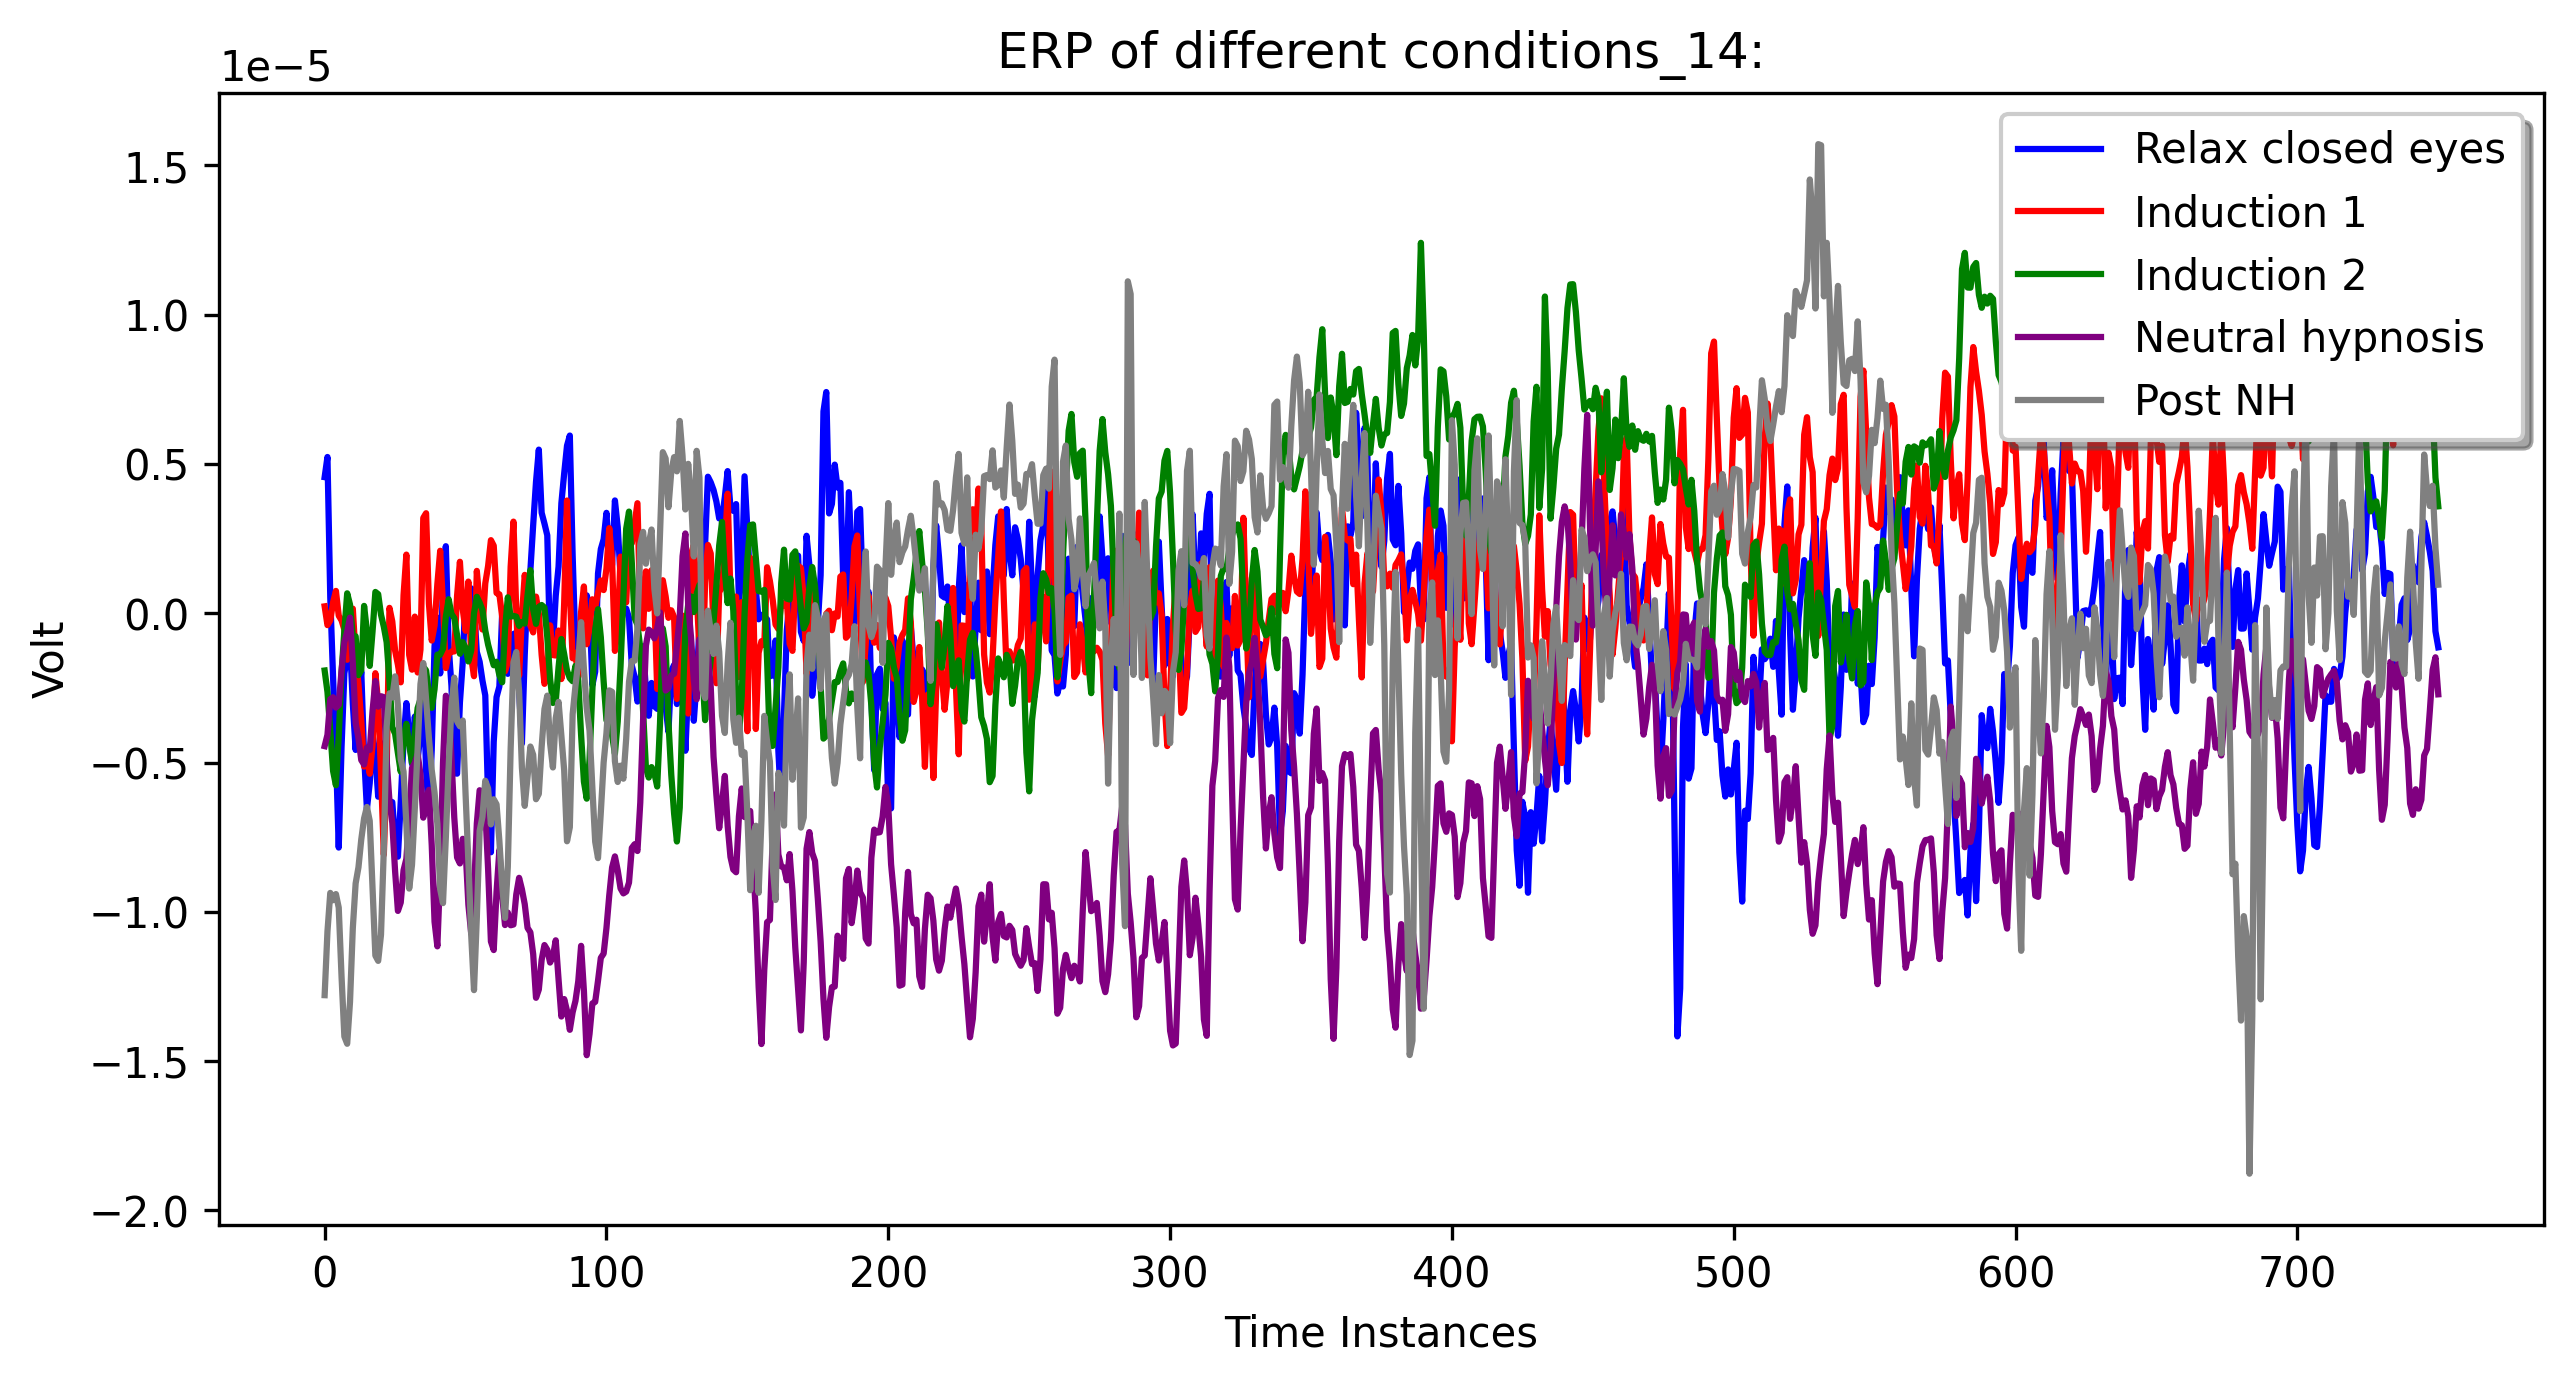 ERP of different conditions_14:
1e−5
1.5
1.0
0.5
0.0
−0.5
−1.0
−1.5
−2.0
Volt
Relax closed eyes
Induction 1
Induction 2
Neutral hypnosis
Post NH
0 100 200 300 400 500 600 700
Time Instances